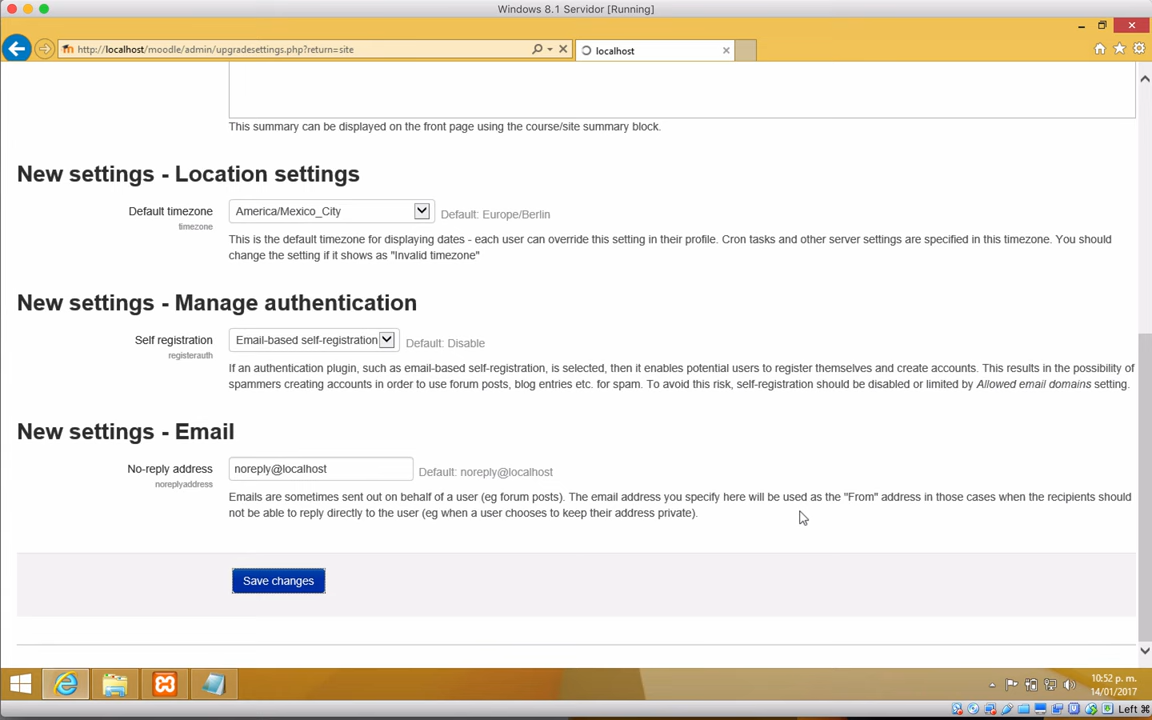 Windows 8.1 Servidor [Running]
http://localhost/moodle/admin/upgradesettings.php?return=site
localhost
This summary can be displayed on the front page using the course/site summary block.
New settings - Location settings
Default timezone
timezone
America/Mexico_City
Default: Europe/Berlin
This is the default timezone for displaying dates - each user can override this setting in their profile. Cron tasks and other server settings are specified in this timezone. You should
change the setting if it shows as "Invalid timezone"
New settings - Manage authentication
Self registration
registerauth
Email-based self-registration
Default: Disable
If an authentication plugin, such as email-based self-registration, is selected, then it enables potential users to register themselves and create accounts. This results in the possibility of
spammers creating accounts in order to use forum posts, blog entries etc. for spam. To avoid this risk, self-registration should be disabled or limited by Allowed email domains setting.
New settings - Email
No-reply address
noreplyaddress
noreply@localhost
Default: noreply@localhost
Emails are sometimes sent out on behalf of a user (eg forum posts). The email address you specify here will be used as the "From" address in those cases when the recipients should
not be able to reply directly to the user (eg when a user chooses to keep their address private).
Save changes
10:52 p. m.
14/01/2017
Left ⌘